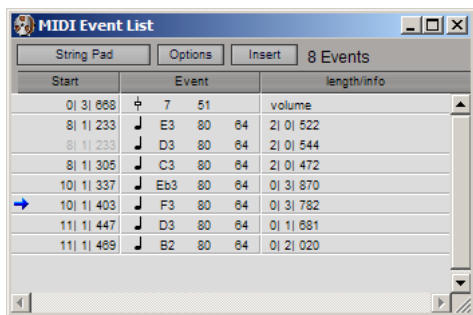 MIDI Event List
String Pad Options Insert 8 Events
Start Event length/info
0| 3| 668 7 51 volume
8| 1| 233 E3 80 64 2| 0| 522
8| 1| 233 D3 80 64 2| 0| 544
8| 1| 305 C3 80 64 2| 0| 472
10| 1| 337 Eb3 80 64 0| 3| 870
10| 1| 403 F3 80 64 0| 3| 782
11| 1| 447 D3 80 64 0| 1| 681
11| 1| 469 B2 80 64 0| 2| 020